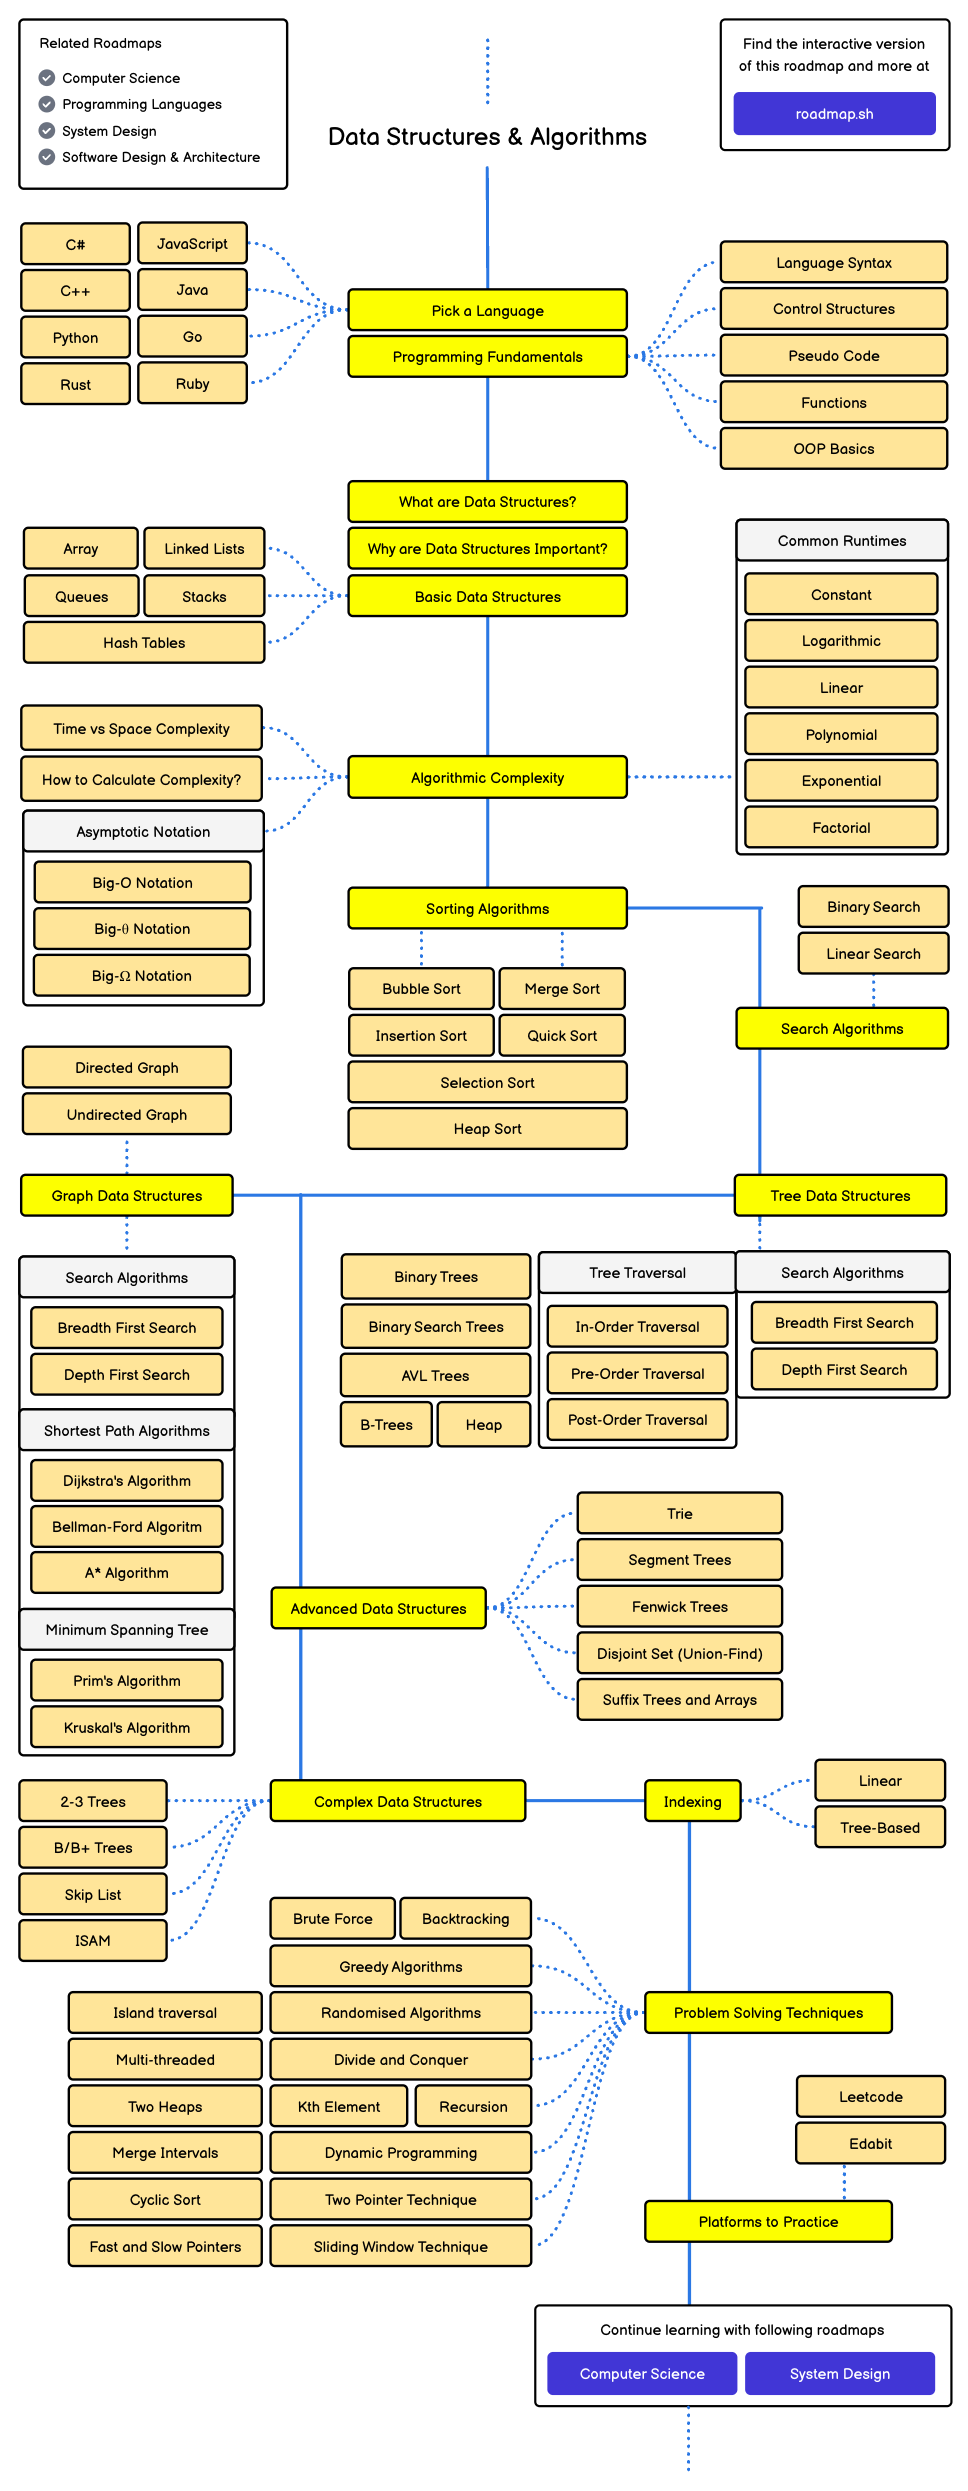 Related Roadmaps
Computer Science
Programming Languages
System Design
Software Design & Architecture
Find the interactive version
of this roadmap and more at
roadmap.sh
Data Structures & Algorithms
C#
JavaScript
C++
Java
Python
Go
Rust
Ruby
Pick a Language
Programming Fundamentals
Language Syntax
Control Structures
Pseudo Code
Functions
OOP Basics
What are Data Structures?
Why are Data Structures Important?
Basic Data Structures
Array
Linked Lists
Queues
Stacks
Hash Tables
Common Runtimes
Constant
Logarithmic
Linear
Polynomial
Exponential
Factorial
Time vs Space Complexity
How to Calculate Complexity?
Asymptotic Notation
Big-O Notation
Big-θ Notation
Big-Ω Notation
Algorithmic Complexity
Sorting Algorithms
Bubble Sort
Merge Sort
Insertion Sort
Quick Sort
Selection Sort
Heap Sort
Binary Search
Linear Search
Search Algorithms
Directed Graph
Undirected Graph
Graph Data Structures
Tree Data Structures
Search Algorithms
Breadth First Search
Depth First Search
Shortest Path Algorithms
Dijkstra's Algorithm
Bellman-Ford Algoritm
A* Algorithm
Minimum Spanning Tree
Prim's Algorithm
Kruskal's Algorithm
Binary Trees
Binary Search Trees
AVL Trees
B-Trees
Heap
Tree Traversal
In-Order Traversal
Pre-Order Traversal
Post-Order Traversal
Search Algorithms
Breadth First Search
Depth First Search
Advanced Data Structures
Trie
Segment Trees
Fenwick Trees
Disjoint Set (Union-Find)
Suffix Trees and Arrays
2-3 Trees
B/B+ Trees
Skip List
ISAM
Complex Data Structures
Indexing
Linear
Tree-Based
Brute Force
Backtracking
Greedy Algorithms
Island traversal
Randomised Algorithms
Multi-threaded
Divide and Conquer
Two Heaps
Kth Element
Recursion
Merge Intervals
Dynamic Programming
Cyclic Sort
Two Pointer Technique
Fast and Slow Pointers
Sliding Window Technique
Problem Solving Techniques
Leetcode
Edabit
Platforms to Practice
Continue learning with following roadmaps
Computer Science
System Design